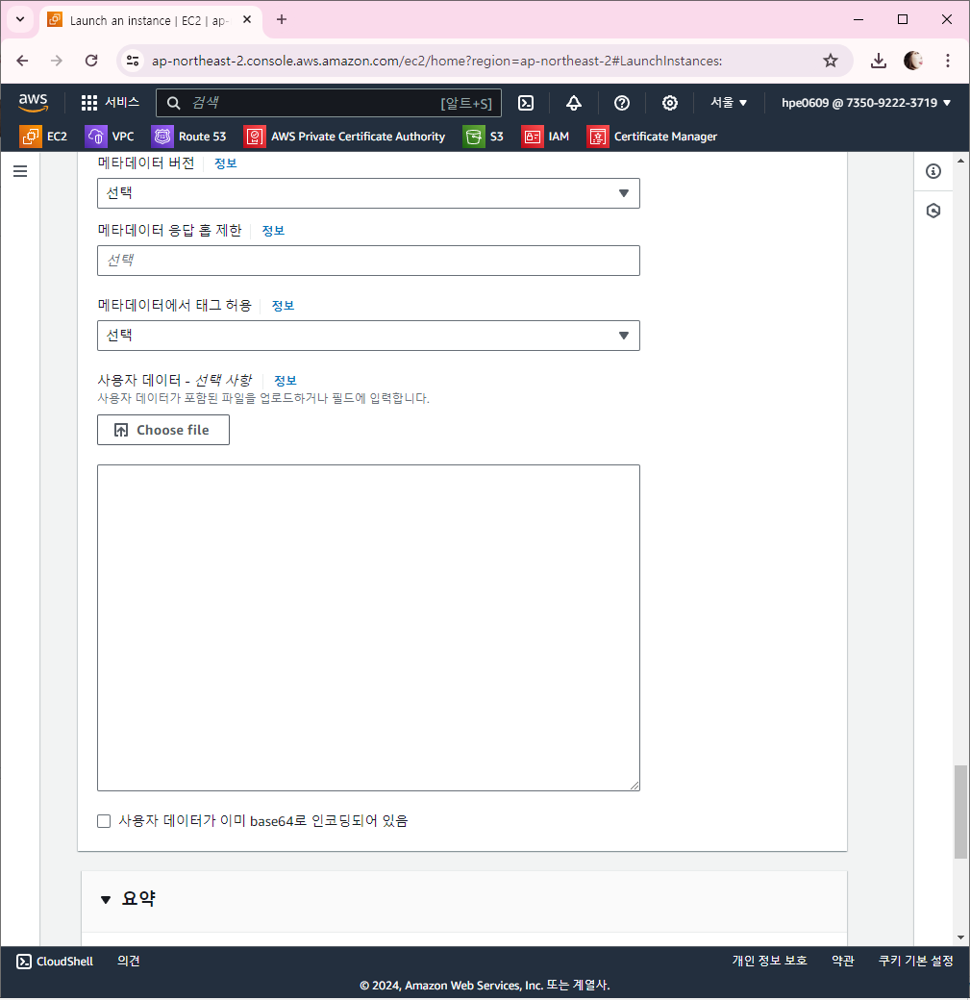 Launch an instance | EC2 | ap-
ap-northeast-2.console.aws.amazon.com/ec2/home?region=ap-northeast-2#LaunchInstances:
aws 서비스 검색 [알트+S] 서울 hpe0609 @ 7350-9222-3719
EC2 VPC Route 53 AWS Private Certificate Authority S3 IAM Certificate Manager
메타데이터 버전 정보
선택
메타데이터 응답 홉 제한 정보
선택
메타데이터에서 태그 허용 정보
선택
사용자 데이터 - 선택 사항 정보
사용자 데이터가 포함된 파일을 업로드하거나 필드에 입력합니다.
Choose file
사용자 데이터가 이미 base64로 인코딩되어 있음
요약
CloudShell 의견 개인 정보 보호 약관 쿠키 기본 설정
© 2024, Amazon Web Services, Inc. 또는 계열사.